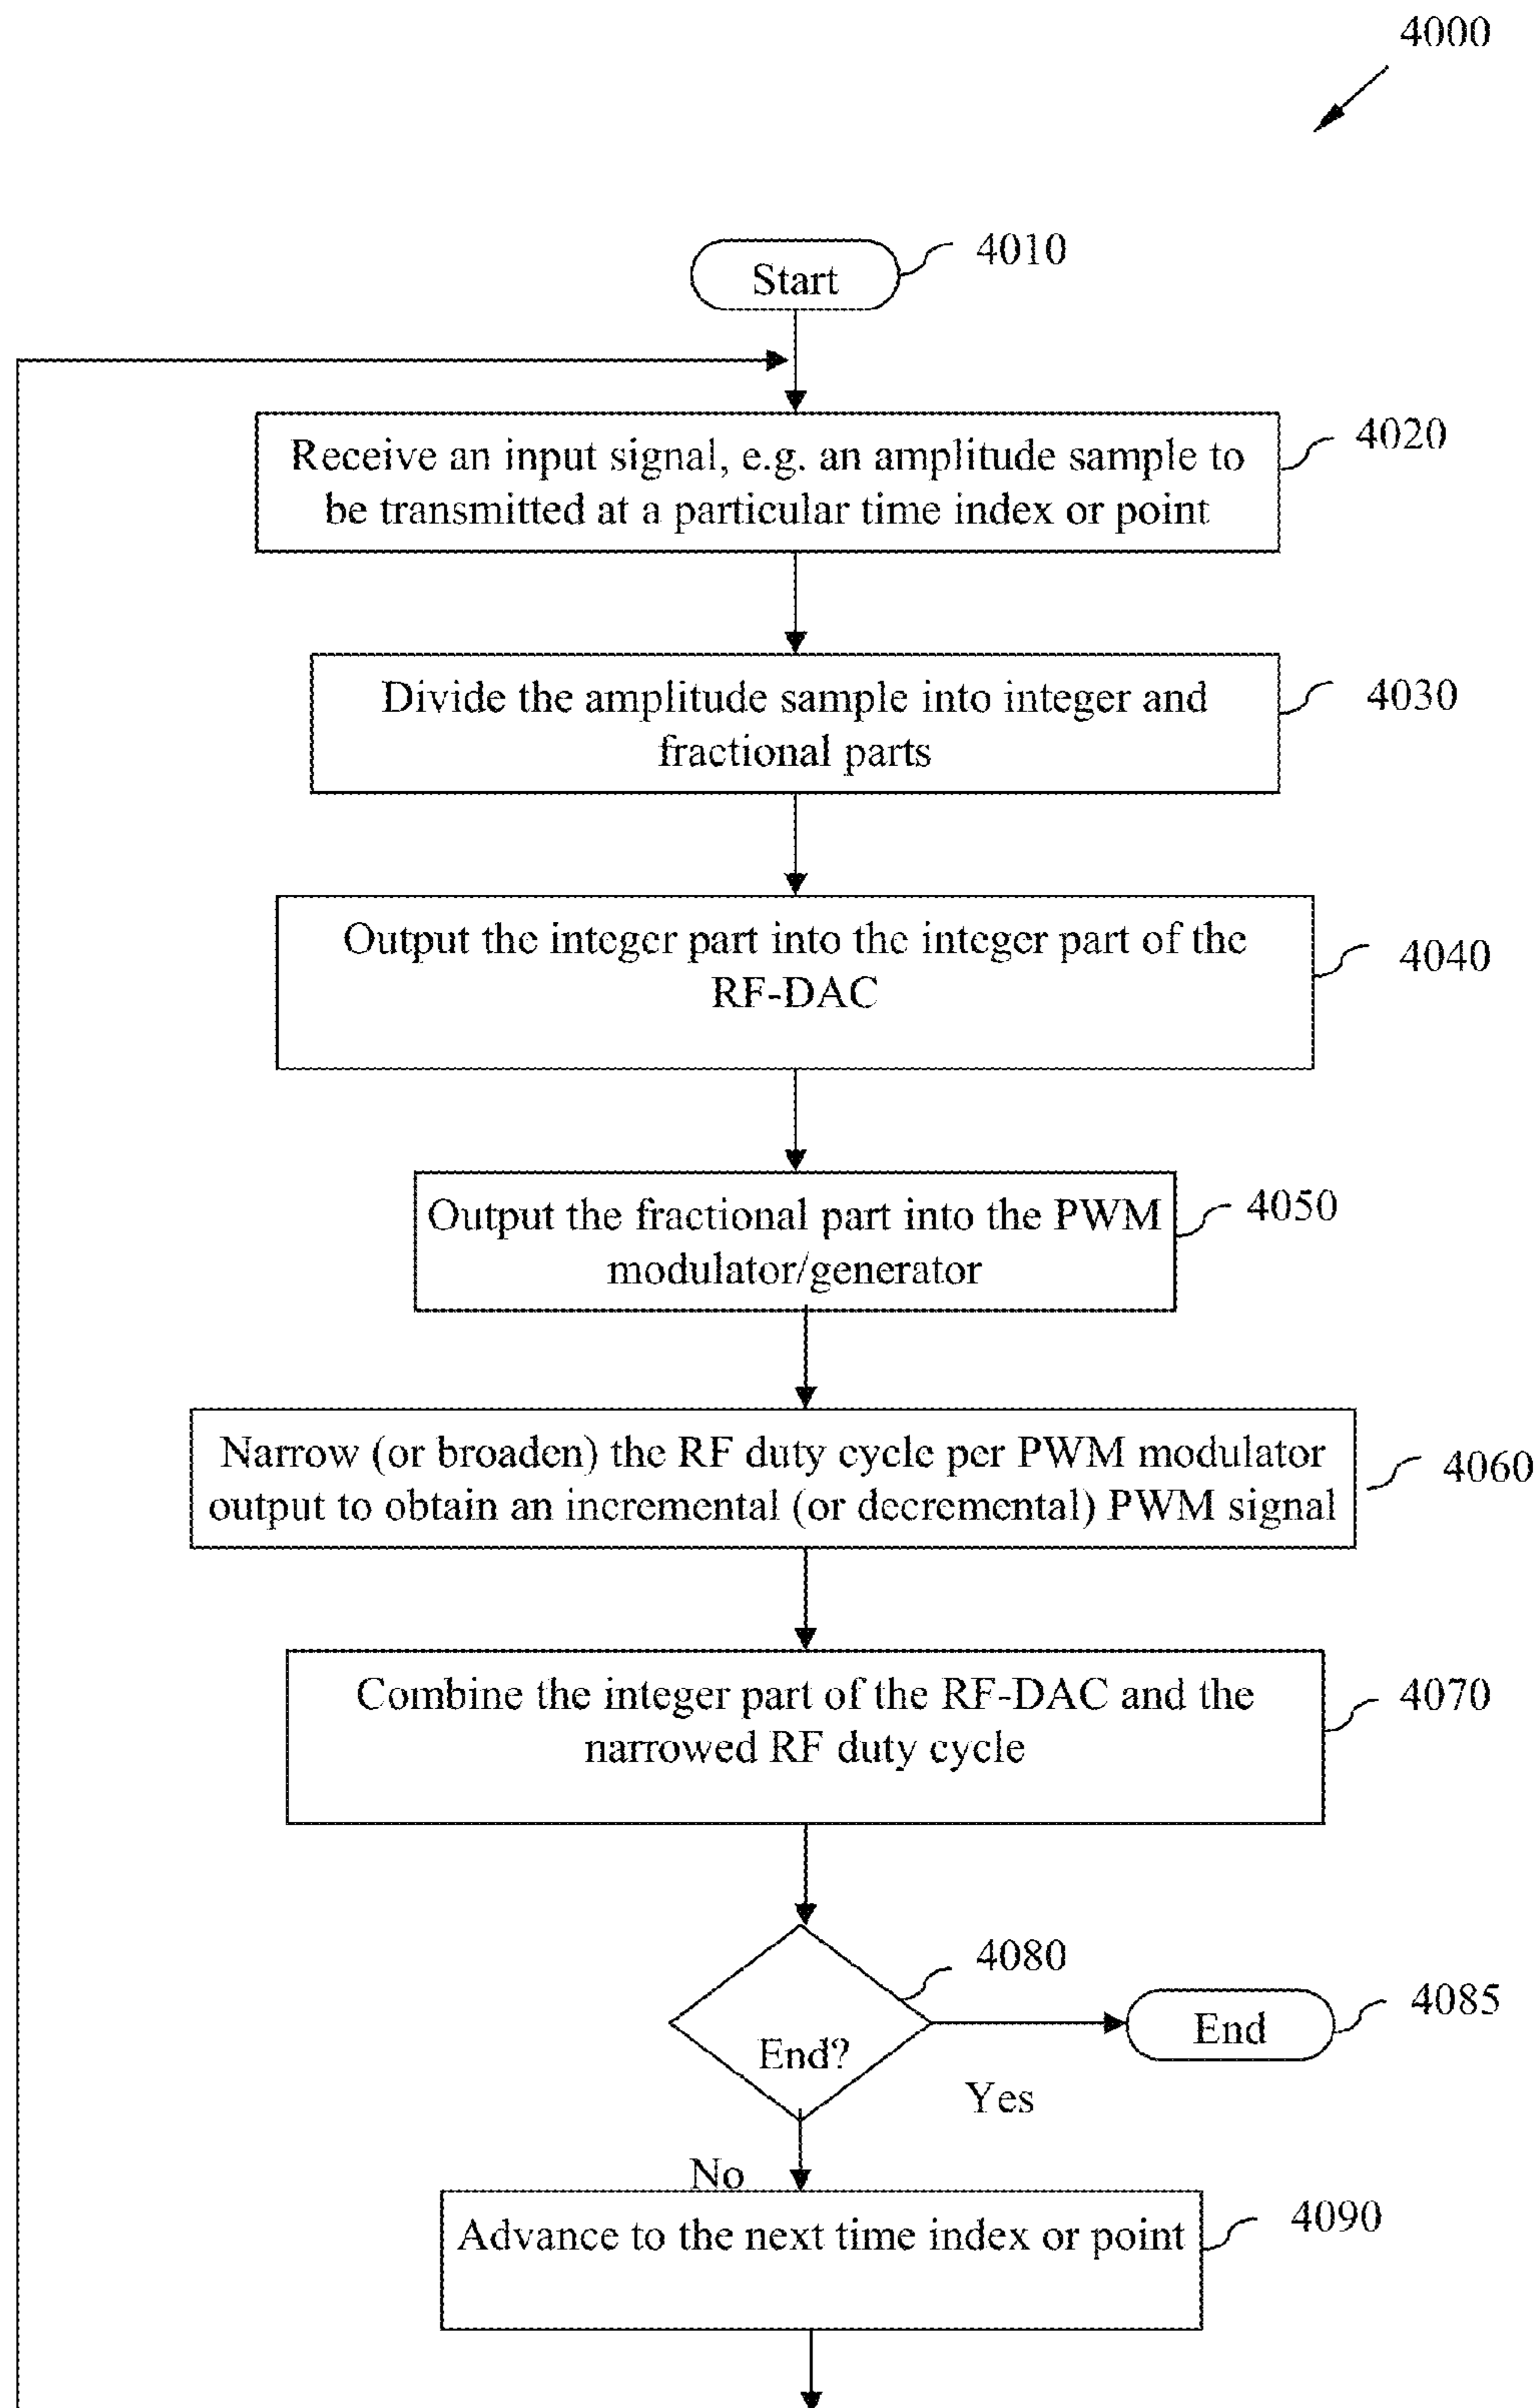 4000
Start
4010
Receive an input signal, e.g. an amplitude sample to
be transmitted at a particular time index or point
4020
Divide the amplitude sample into integer and
fractional parts
4030
Output the integer part into the integer part of the
RF-DAC
4040
Output the fractional part into the PWM
modulator/generator
4050
Narrow (or broaden) the RF duty cycle per PWM modulator
output to obtain an incremental (or decremental) PWM signal
4060
Combine the integer part of the RF-DAC and the
narrowed RF duty cycle
4070
End?
4080
End
4085
Yes
No
Advance to the next time index or point
4090